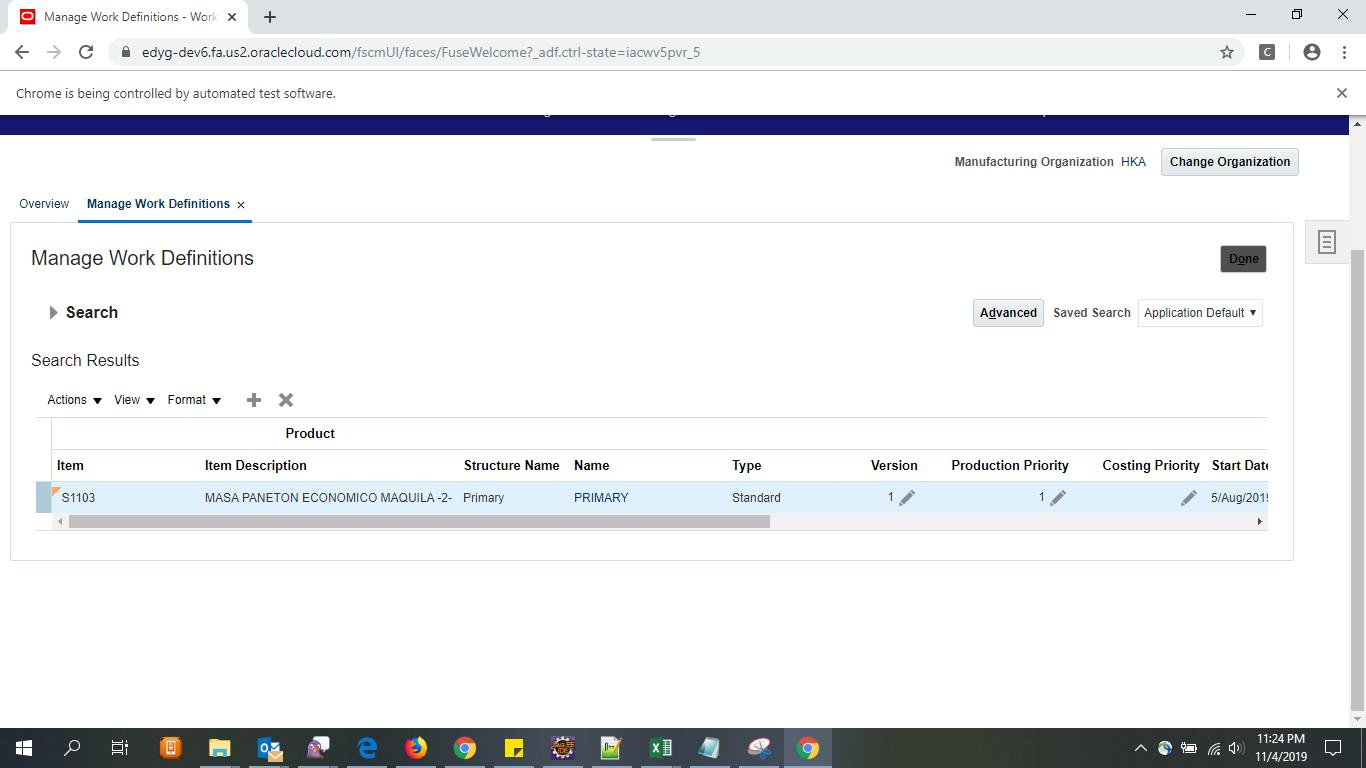 Manage Work Definitions - Work
edyg-dev6.fa.us2.oraclecloud.com/fscmUI/faces/FuseWelcome?_adf.ctrl-state=iacwv5pvr_5
C
Chrome is being controlled by automated test software.
Manufacturing Organization HKA Change Organization
Overview Manage Work Definitions
Manage Work Definitions Done
Search Advanced Saved Search Application Default
Search Results
Actions View Format
Product
Item Item Description Structure Name Name Type Version Production Priority Costing Priority Start Date
S1103 MASA PANETON ECONOMICO MAQUILA -2- Primary PRIMARY Standard 1 1 5/Aug/2019
11:24 PM
11/4/2019